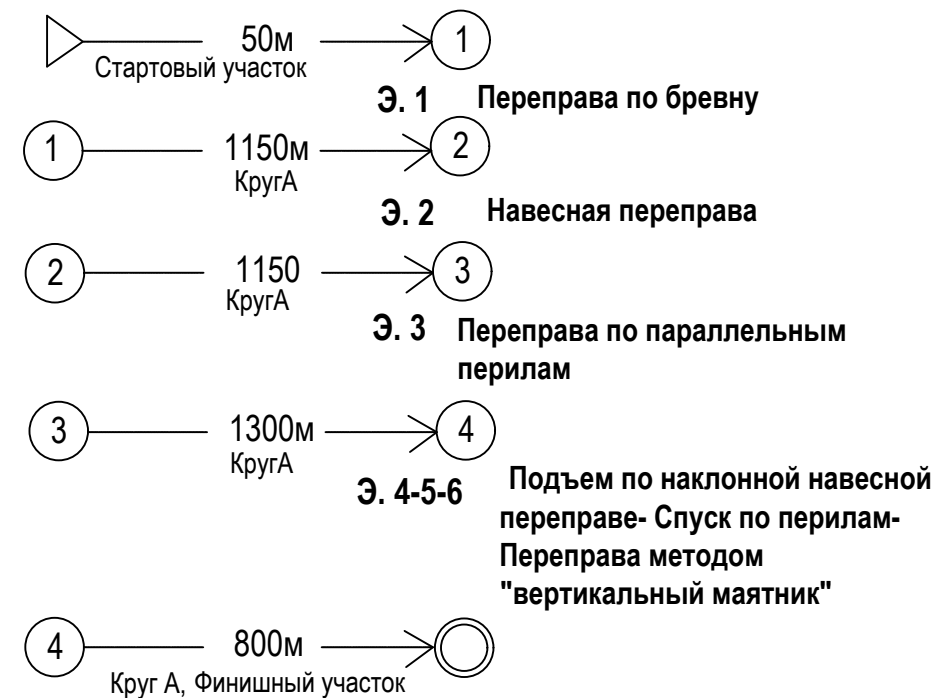 50м 1
Стартовый участок
Э. 1 Переправа по бревну
1 1150м 2
КругА
Э. 2 Навесная переправа
2 1150 3
КругА
Э. 3 Переправа по параллельным
перилам
3 1300м 4
КругА
Э. 4-5-6 Подъем по наклонной навесной
переправе- Спуск по перилам-
Переправа методом
"вертикальный маятник"
4 800м
Круг А, Финишный участок